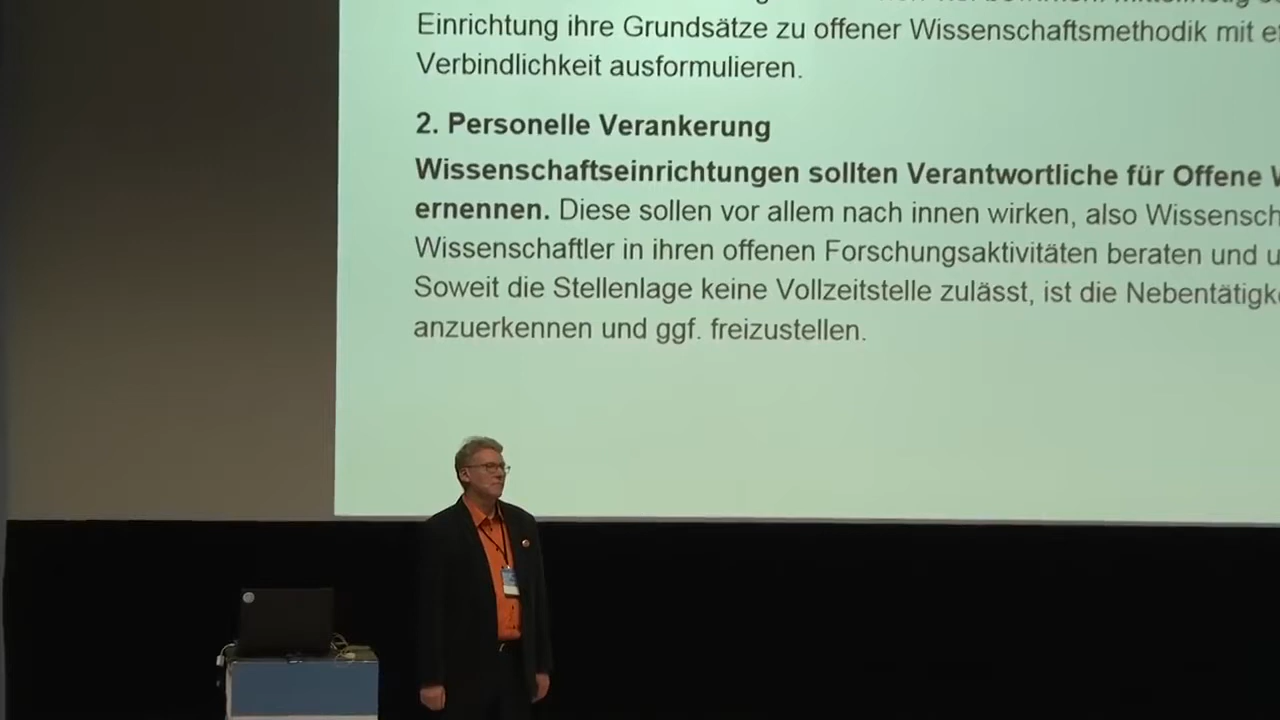 Einrichtung ihre Grundsätze zu offener Wissenschaftsmethodik mit
Verbindlichkeit ausformulieren.
2. Personelle Verankerung
Wissenschaftseinrichtungen sollten Verantwortliche für Offene
ernennen. Diese sollen vor allem nach innen wirken, also Wissensch
Wissenschaftler in ihren offenen Forschungsaktivitäten beraten und u
Soweit die Stellenlage keine Vollzeitstelle zulässt, ist die Nebentätigk
anzuerkennen und ggf. freizustellen.